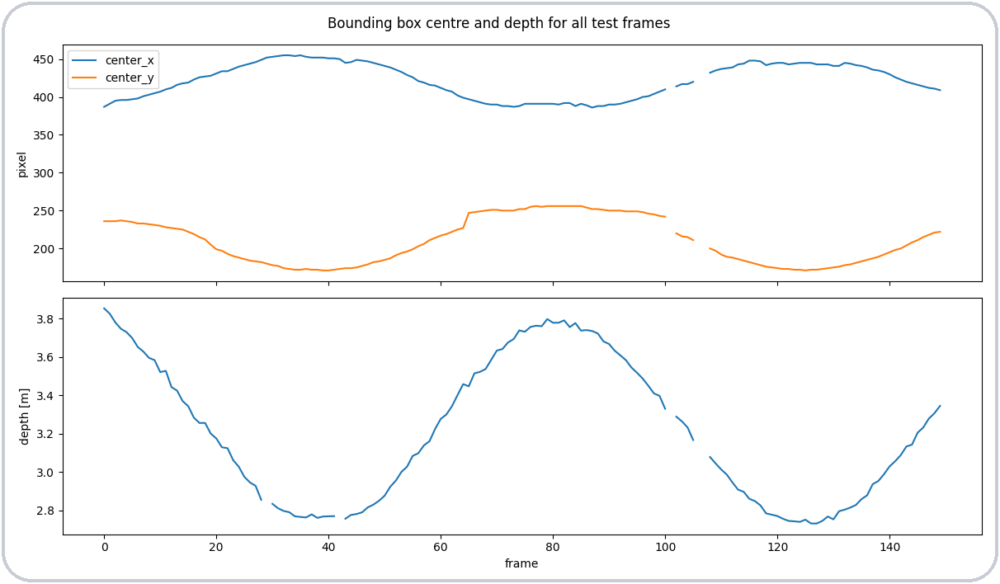 Bounding box centre and depth for all test frames
center_x
center_y
450
400
350
300
250
200
pixel
3.8
3.6
3.4
3.2
3.0
2.8
depth [m]
0 20 40 60 80 100 120 140
frame